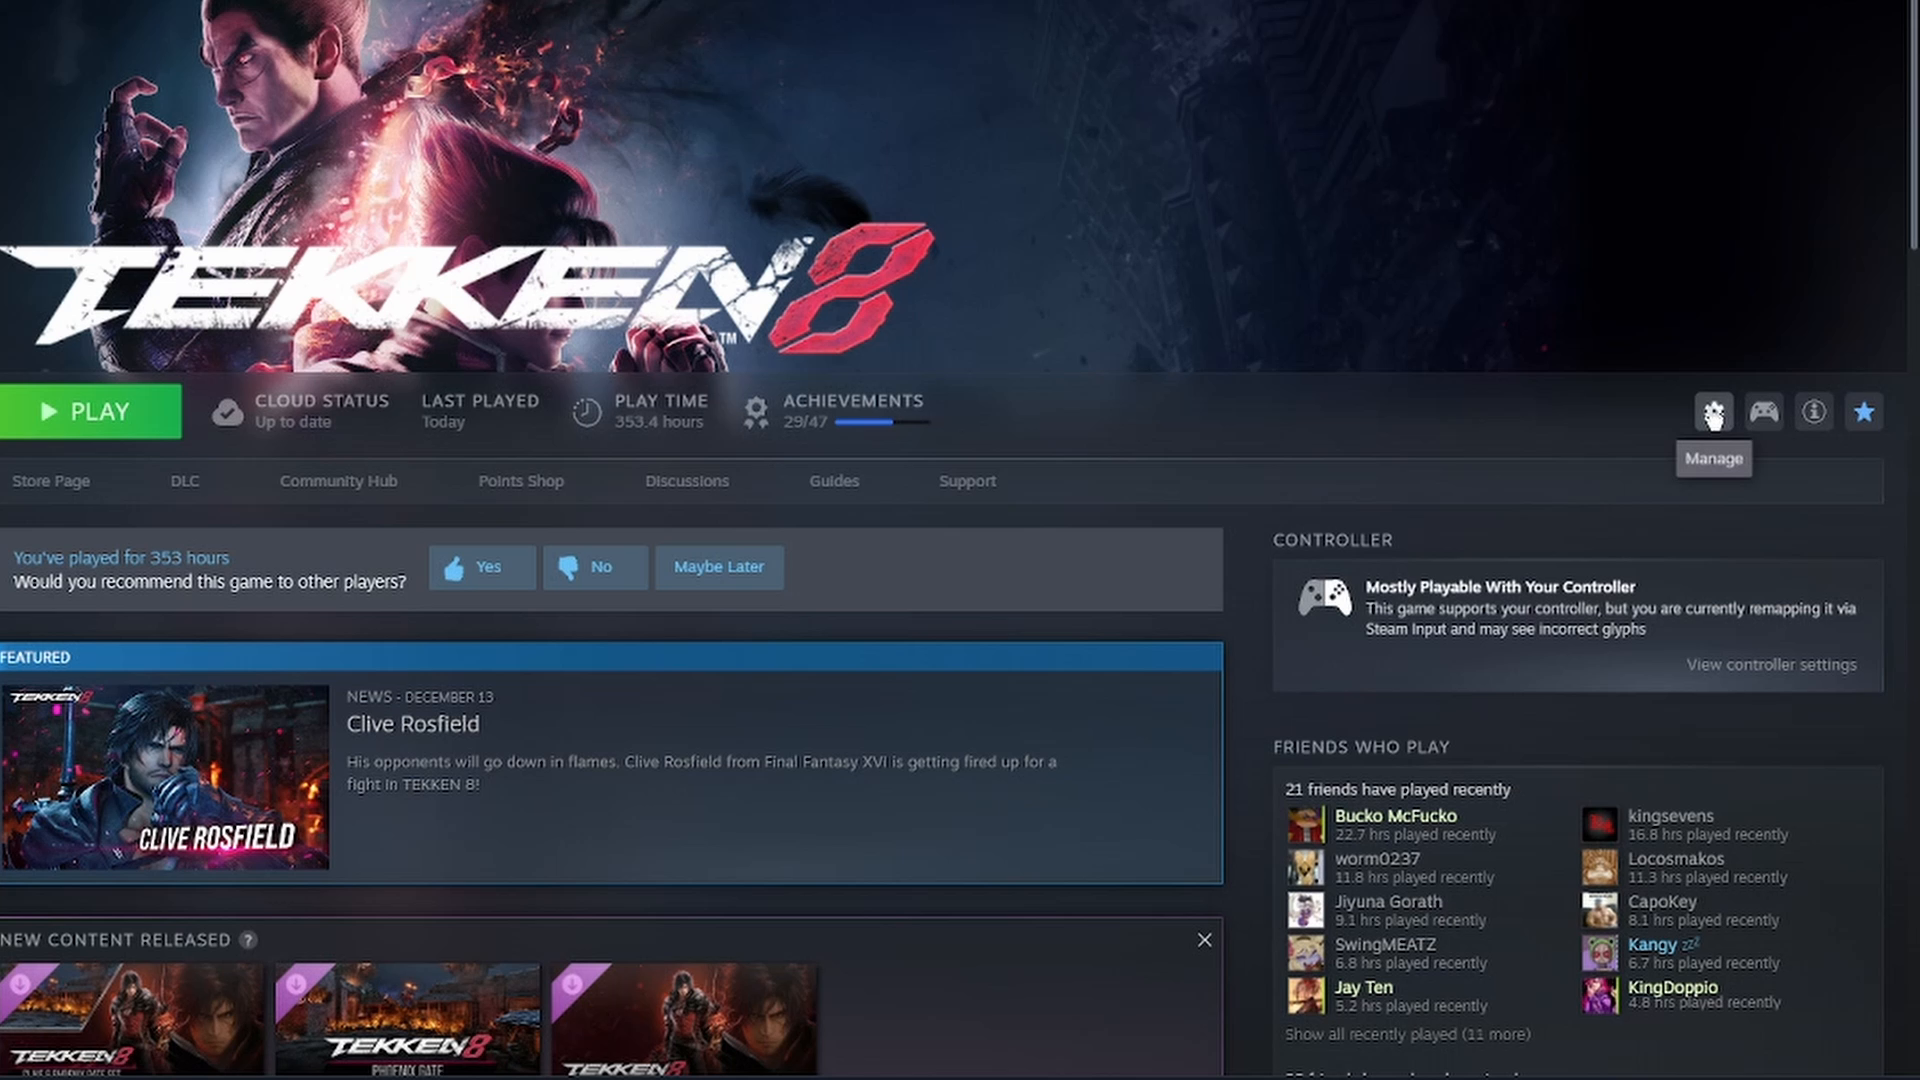 TEKKEN 8
TM
PLAY
CLOUD STATUS
Up to date
LAST PLAYED
Today
PLAY TIME
353.4 hours
ACHIEVEMENTS
29/47
Manage
Store Page
DLC
Community Hub
Points Shop
Discussions
Guides
Support
You've played for 353 hours
Would you recommend this game to other players?
Yes
No
Maybe Later
FEATURED
TEKKEN 8
CLIVE ROSFIELD
NEWS - DECEMBER 13
Clive Rosfield
His opponents will go down in flames. Clive Rosfield from Final Fantasy XVI is getting fired up for a
fight in TEKKEN 8!
NEW CONTENT RELEASED ?
TEKKEN 8
TEKKEN 8
PHOENIX GATE
TEKKEN 8
CONTROLLER
Mostly Playable With Your Controller
This game supports your controller, but you are currently remapping it via
Steam Input and may see incorrect glyphs
View controller settings
FRIENDS WHO PLAY
21 friends have played recently
Bucko McFucko
22.7 hrs played recently
kingsevens
16.8 hrs played recently
worm0237
11.8 hrs played recently
Locosmakos
11.3 hrs played recently
Jiyuna Gorath
9.1 hrs played recently
CapoKey
8.1 hrs played recently
SwingMEATZ
6.8 hrs played recently
Kangy zzz
6.7 hrs played recently
Jay Ten
5.2 hrs played recently
KingDoppio
4.8 hrs played recently
Show all recently played (11 more)